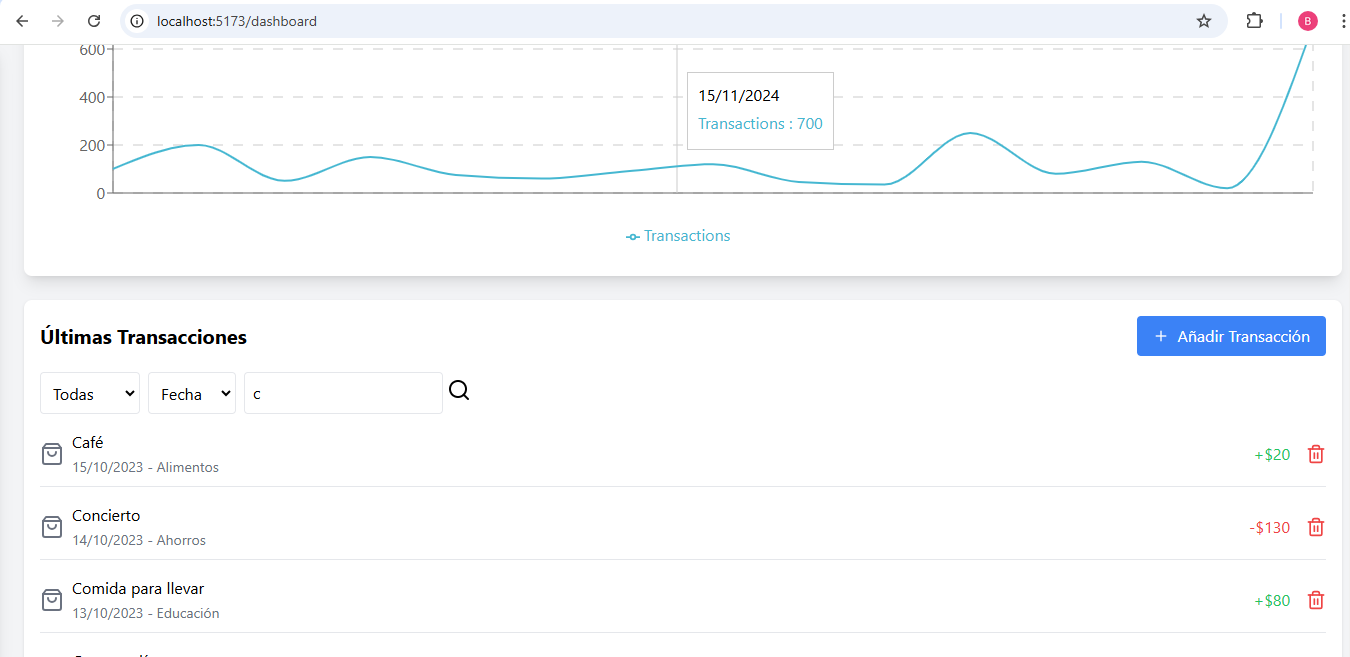 localhost:5173/dashboard
B
600
400
200
0
15/11/2024
Transactions : 700
Transactions
Últimas Transacciones
+ Añadir Transacción
Todas
Fecha
c
Café
15/10/2023 - Alimentos
+$20
Concierto
14/10/2023 - Ahorros
-$130
Comida para llevar
13/10/2023 - Educación
+$80